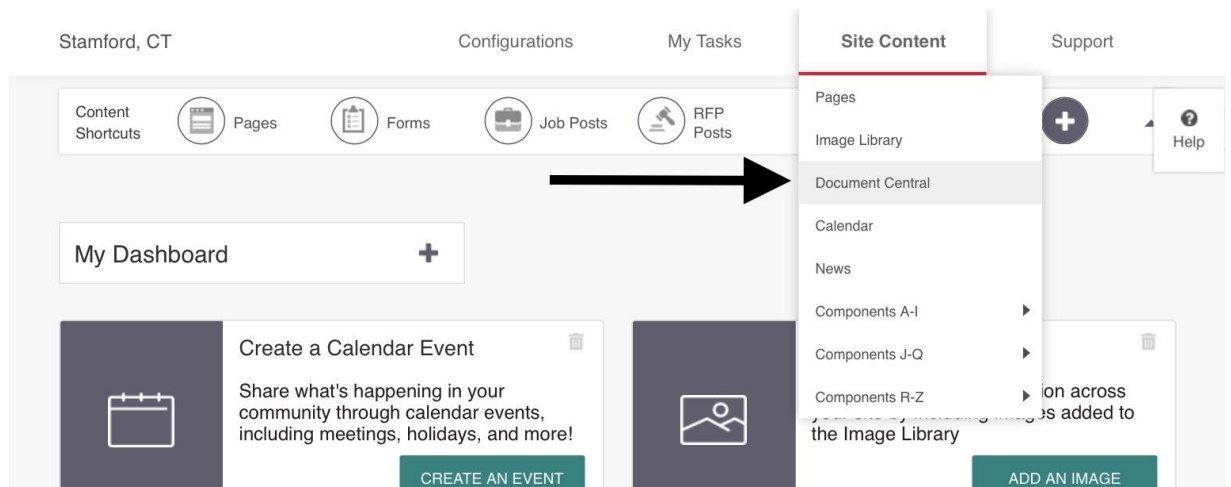 Stamford, CT
Configurations
My Tasks
Site Content
Support
Content
Shortcuts
Pages
Forms
Job Posts
RFP
Posts
Help
Pages
Image Library
Document Central
Calendar
News
Components A-I
Components J-Q
Components R-Z
My Dashboard
Create a Calendar Event
Share what's happening in your
community through calendar events,
including meetings, holidays, and more!
CREATE AN EVENT
ion across
es added to
the Image Library
ADD AN IMAGE